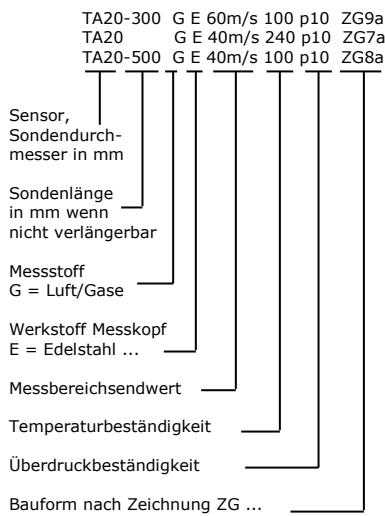 TA20-300 G E 60m/s 100 p10 ZG9a
TA20 G E 40m/s 240 p10 ZG7a
TA20-500 G E 40m/s 100 p10 ZG8a
Sensor,
Sondendurch-
messer in mm
Sondenlänge
in mm wenn
nicht verlängerbar
Messstoff
G = Luft/Gase
Werkstoff Messkopf
E = Edelstahl ...
Messbereichsendwert
Temperaturbeständigkeit
Überdruckbeständigkeit
Bauform nach Zeichnung ZG ...